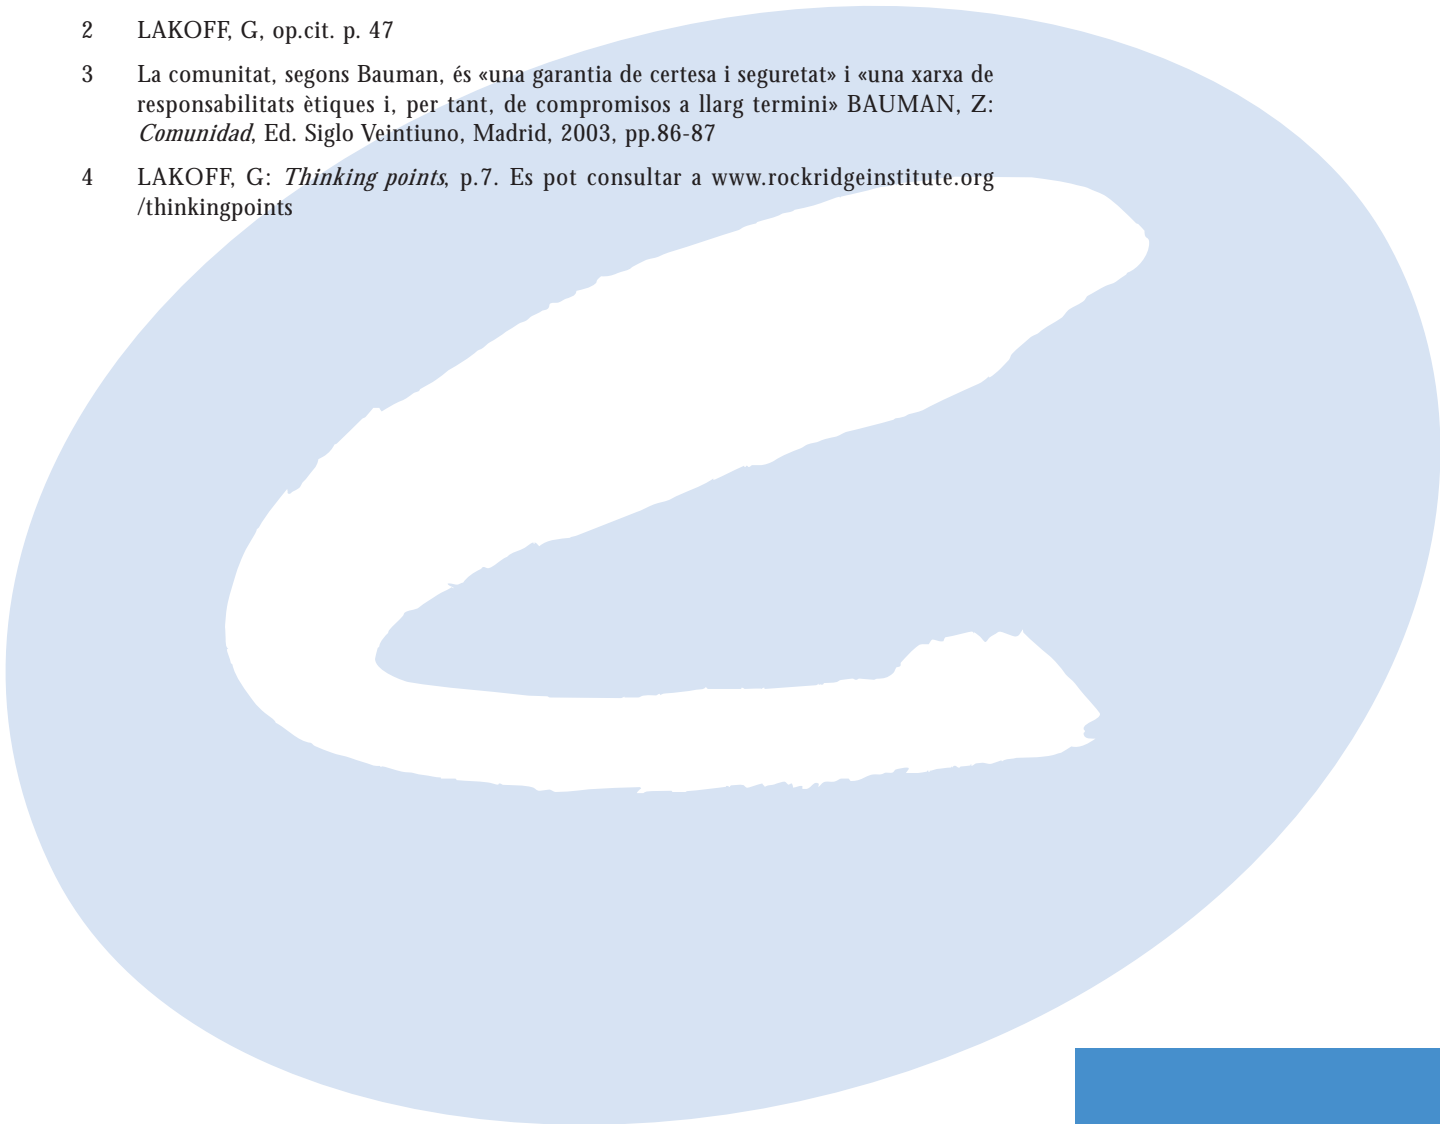 2 LAKOFF, G, op.cit. p. 47
3 La comunitat, segons Bauman, és «una garantia de certesa i seguretat» i «una xarxa de
responsabilitats ètiques i, per tant, de compromisos a llarg termini» BAUMAN, Z:
Comunidad, Ed. Siglo Veintiuno, Madrid, 2003, pp.86-87
4 LAKOFF, G: Thinking points, p.7. Es pot consultar a www.rockridgeinstitute.org
/thinkingpoints